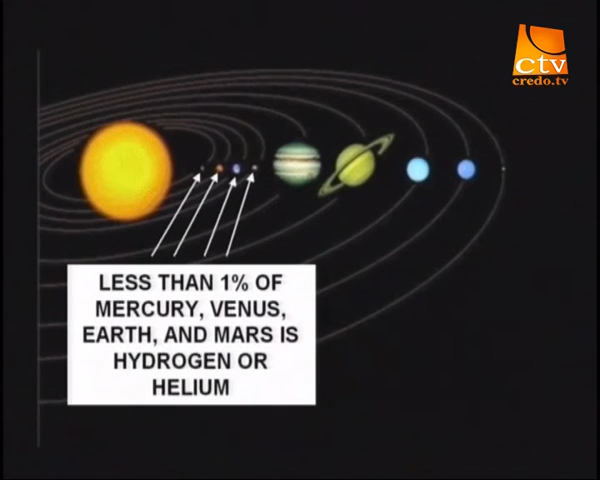 ctv
credo.tv
LESS THAN 1% OF
MERCURY, VENUS,
EARTH, AND MARS IS
HYDROGEN OR
HELIUM